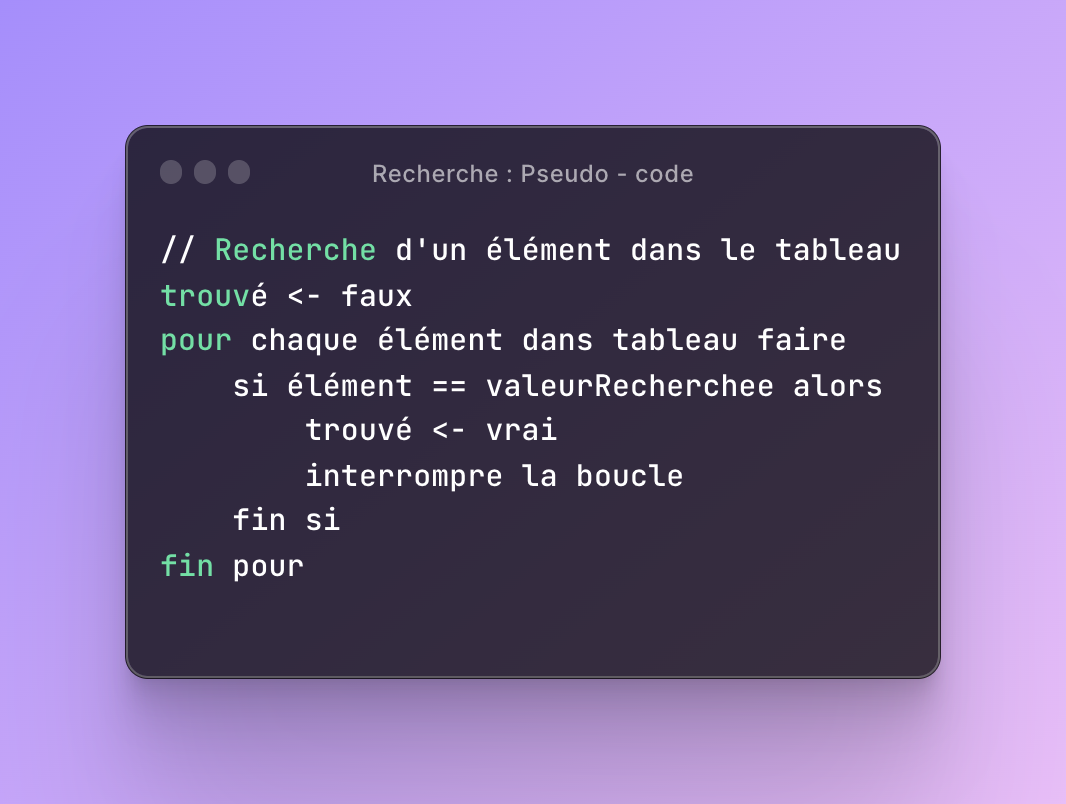 Recherche : Pseudo - code
// Recherche d'un élément dans le tableau
trouvé <- faux
pour chaque élément dans tableau faire
    si élément == valeurRecherchee alors
        trouvé <- vrai
        interrompre la boucle
    fin si
fin pour